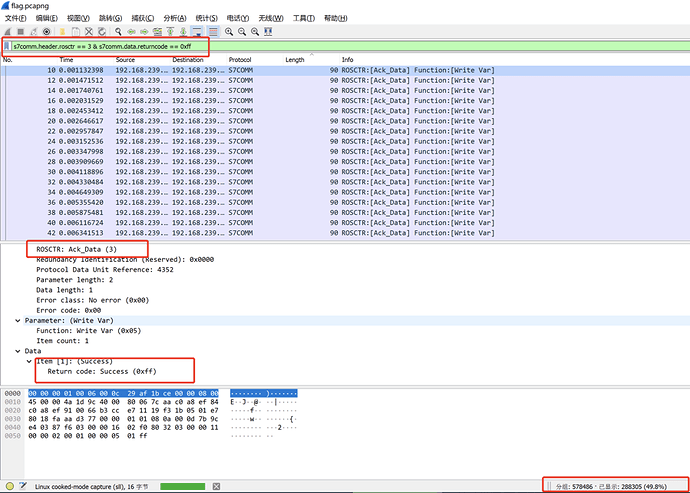 flag.pcapng
文件(F) 编辑(E) 视图(V) 跳转(G) 捕获(C) 分析(A) 统计(S) 电话(Y) 无线(W) 工具(T) 帮助(H)
s7comm.header.rosctr == 3 & s7comm.data.returncode == 0xff
No. Time Source Destination Protocol Length Info
10 0.001132398 192.168.239.… 192.168.239.… S7COMM 90 ROSCTR:[Ack_Data] Function:[Write Var]
12 0.001471512 192.168.239.… 192.168.239.… S7COMM 90 ROSCTR:[Ack_Data] Function:[Write Var]
14 0.001740761 192.168.239.… 192.168.239.… S7COMM 90 ROSCTR:[Ack_Data] Function:[Write Var]
16 0.002031529 192.168.239.… 192.168.239.… S7COMM 90 ROSCTR:[Ack_Data] Function:[Write Var]
18 0.002453912 192.168.239.… 192.168.239.… S7COMM 90 ROSCTR:[Ack_Data] Function:[Write Var]
20 0.002646617 192.168.239.… 192.168.239.… S7COMM 90 ROSCTR:[Ack_Data] Function:[Write Var]
22 0.002957847 192.168.239.… 192.168.239.… S7COMM 90 ROSCTR:[Ack_Data] Function:[Write Var]
24 0.003152536 192.168.239.… 192.168.239.… S7COMM 90 ROSCTR:[Ack_Data] Function:[Write Var]
26 0.003347998 192.168.239.… 192.168.239.… S7COMM 90 ROSCTR:[Ack_Data] Function:[Write Var]
28 0.003909669 192.168.239.… 192.168.239.… S7COMM 90 ROSCTR:[Ack_Data] Function:[Write Var]
30 0.004118896 192.168.239.… 192.168.239.… S7COMM 90 ROSCTR:[Ack_Data] Function:[Write Var]
32 0.004330484 192.168.239.… 192.168.239.… S7COMM 90 ROSCTR:[Ack_Data] Function:[Write Var]
34 0.004649309 192.168.239.… 192.168.239.… S7COMM 90 ROSCTR:[Ack_Data] Function:[Write Var]
36 0.005355420 192.168.239.… 192.168.239.… S7COMM 90 ROSCTR:[Ack_Data] Function:[Write Var]
38 0.005875481 192.168.239.… 192.168.239.… S7COMM 90 ROSCTR:[Ack_Data] Function:[Write Var]
40 0.006116724 192.168.239.… 192.168.239.… S7COMM 90 ROSCTR:[Ack_Data] Function:[Write Var]
42 0.006341513 192.168.239.… 192.168.239.… S7COMM 90 ROSCTR:[Ack_Data] Function:[Write Var]
ROSCTR: Ack_Data (3)
Redundancy Identification (Reserved): 0x0000
Protocol Data Unit Reference: 4352
Parameter length: 2
Data length: 1
Error class: No error (0x00)
Error code: 0x00
Parameter: (Write Var)
Function: Write Var (0x05)
Item count: 1
Data
Item [1]: (Success)
Return code: Success (0xff)
0000 00 00 00 01 00 06 00 0c 29 af 1b ce 00 00 08 00 ········ )·······
0010 45 00 00 4a 1d 9c 40 00 80 06 7c aa c0 a8 ef 84
0020 c0 a8 ef 91 00 66 b3 cc e7 11 19 f3 1b 05 01 e7
0030 80 18 fa aa d3 77 00 00 01 01 08 0a 00 0d 7b 9c
0040 e4 03 87 f6 03 00 00 16 02 f0 80 32 03 00 00 11
0050 00 00 02 00 01 00 00 05 01 ff
Linux cooked-mode capture (sll), 16 字节
分组: 578486 · 已显示: 288305 (49.8%)